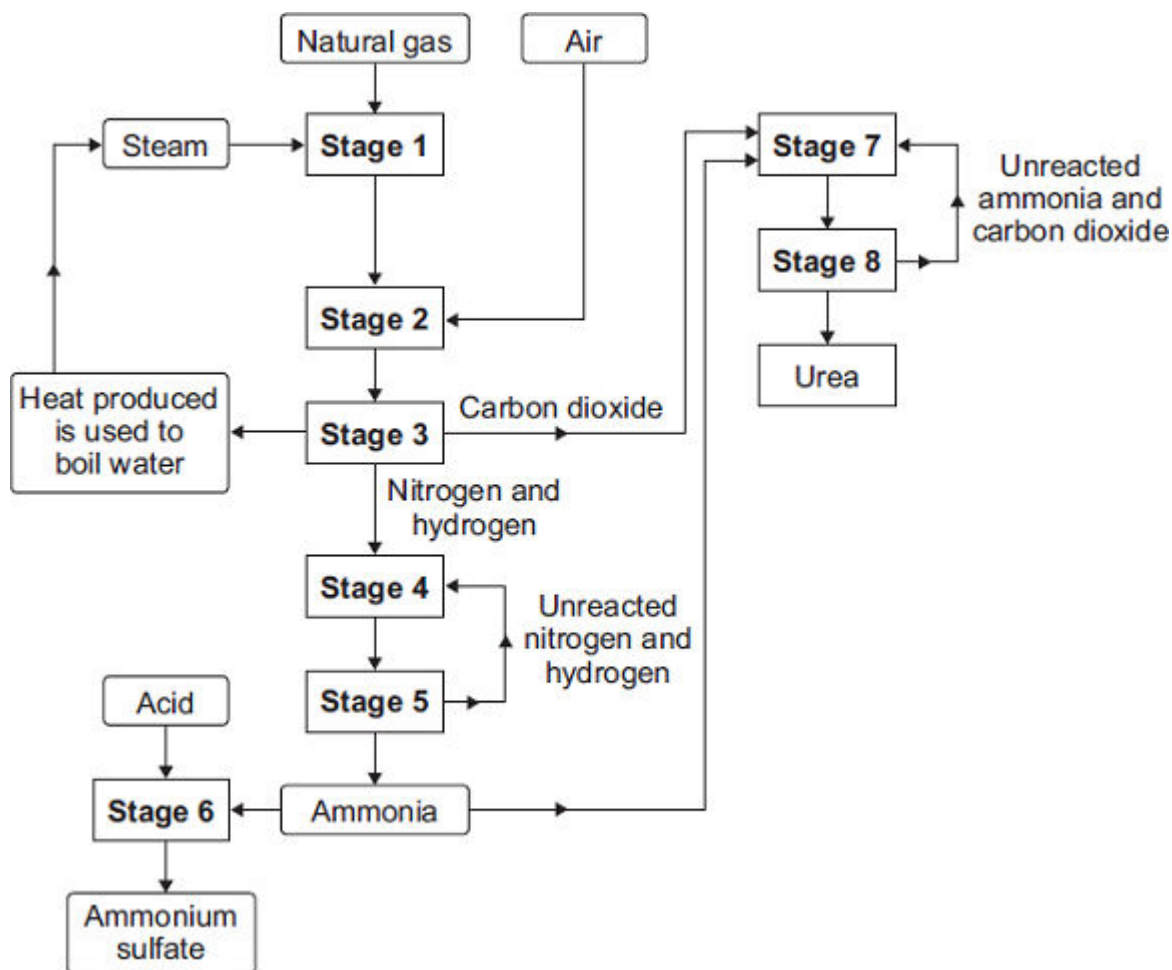 Natural gas
Air
Steam
Stage 1
Stage 7
Unreacted
ammonia and
carbon dioxide
Stage 8
Stage 2
Urea
Heat produced
is used to
boil water
Stage 3
Carbon dioxide
Nitrogen and
hydrogen
Stage 4
Unreacted
nitrogen and
hydrogen
Stage 5
Acid
Stage 6
Ammonia
Ammonium
sulfate